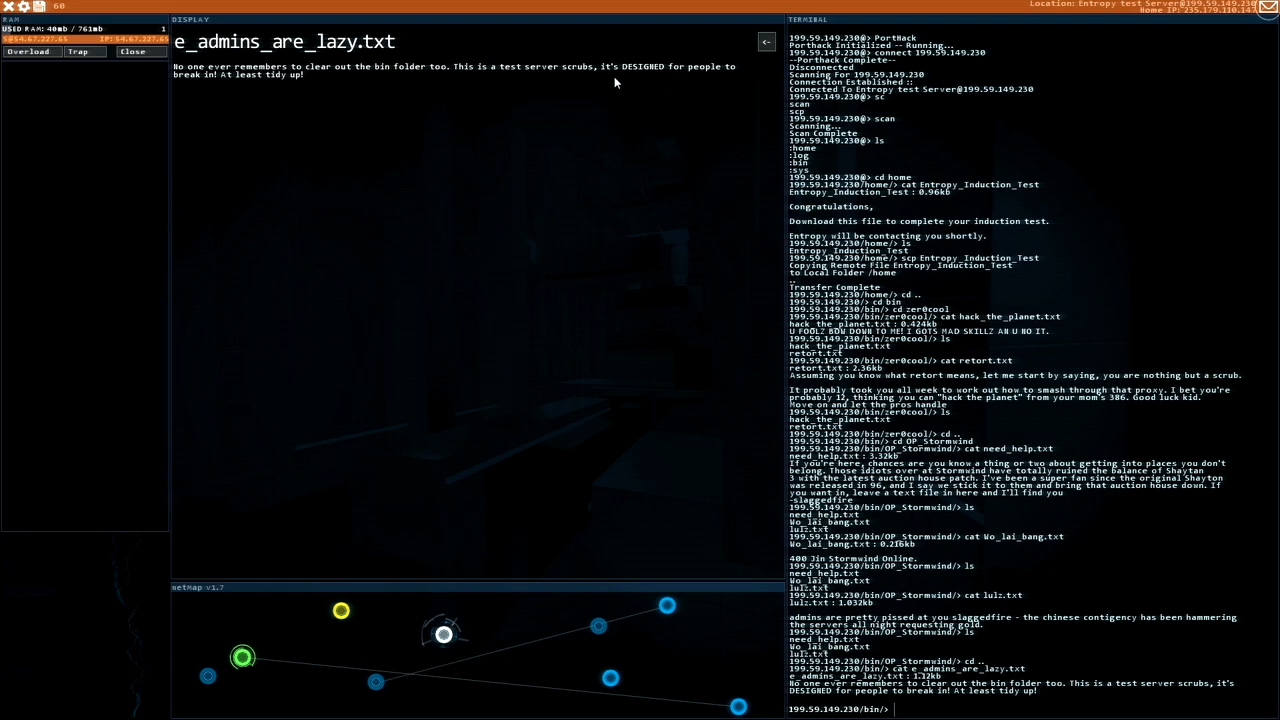 60
Location: Entropy test Server@199.59.149.230
Home IP: 235.179.110.147
RAM
USED RAM: 40mb / 761mb 1
S@54.67.227.65 IP: 54.67.227.65
Overload Trap Close
DISPLAY
e_admins_are_lazy.txt
<-
No one ever remembers to clear out the bin folder too. This is a test server scrubs, it's DESIGNED for people to
break in! At least tidy up!
netMap v1.7
TERMINAL
199.59.149.230@> PortHack
Porthack Initialized -- Running...
199.59.149.230@> connect 199.59.149.230
--Porthack Complete--
Disconnected
Scanning For 199.59.149.230
Connection Established ::
Connected To Entropy test Server@199.59.149.230
199.59.149.230@> sc
scan
scp
199.59.149.230@> scan
Scanning...
Scan Complete
199.59.149.230@> ls
:home
:log
:bin
:sys
199.59.149.230@> cd home
199.59.149.230/home/> cat Entropy_Induction_Test
Entropy_Induction_Test : 0.96kb
Congratulations,
Download this file to complete your induction test.
Entropy will be contacting you shortly.
199.59.149.230/home/> ls
Entropy_Induction_Test
199.59.149.230/home/> scp Entropy_Induction_Test
Copying Remote File Entropy_Induction_Test
to Local Folder /home
..
Transfer Complete
199.59.149.230/home/> cd ..
199.59.149.230/> cd bin
199.59.149.230/bin/> cd zer0cool
199.59.149.230/bin/zer0cool/> cat hack_the_planet.txt
hack_the_planet.txt : 0.424kb
U FOOLZ BOW DOWN TO ME! I GOTS MAD SKILLZ AN U NO IT.
199.59.149.230/bin/zer0cool/> ls
hack_the_planet.txt
retort.txt
199.59.149.230/bin/zer0cool/> cat retort.txt
retort.txt : 2.36kb
Assuming you know what retort means, let me start by saying, you are nothing but a scrub.
It probably took you all week to work out how to smash through that proxy. I bet you're
probably 12, thinking you can "hack the planet" from your mom's 386. Good luck kid.
Move on and let the pros handle
199.59.149.230/bin/zer0cool/> ls
hack_the_planet.txt
retort.txt
199.59.149.230/bin/zer0cool/> cd ..
199.59.149.230/bin/> cd OP_Stormwind
199.59.149.230/bin/OP_Stormwind/> cat need_help.txt
need_help.txt : 3.32kb
If you're here, chances are you know a thing or two about getting into places you don't
belong. Those idiots over at Stormwind have totally ruined the balance of Shaytan
3 with the latest auction house patch. I've been a super fan since the original Shayton
was released in 96, and I say we stick it to them and bring that auction house down. If
you want in, leave a text file in here and I'll find you
-slaggedfire
199.59.149.230/bin/OP_Stormwind/> ls
need_help.txt
Wo_lai_bang.txt
lulz.txt
199.59.149.230/bin/OP_Stormwind/> cat Wo_lai_bang.txt
Wo_lai_bang.txt : 0.216kb
400 Jin Stormwind Online.
199.59.149.230/bin/OP_Stormwind/> ls
need_help.txt
Wo_lai_bang.txt
lulz.txt
199.59.149.230/bin/OP_Stormwind/> cat lulz.txt
lulz.txt : 1.032kb
admins are pretty pissed at you slaggedfire - the chinese contigency has been hammering
the servers all night requesting gold.
199.59.149.230/bin/OP_Stormwind/> ls
need_help.txt
Wo_lai_bang.txt
lulz.txt
199.59.149.230/bin/OP_Stormwind/> cd ..
199.59.149.230/bin/> cat e_admins_are_lazy.txt
e_admins_are_lazy.txt : 1.12kb
No one ever remembers to clear out the bin folder too. This is a test server scrubs, it's
DESIGNED for people to break in! At least tidy up!
199.59.149.230/bin/>